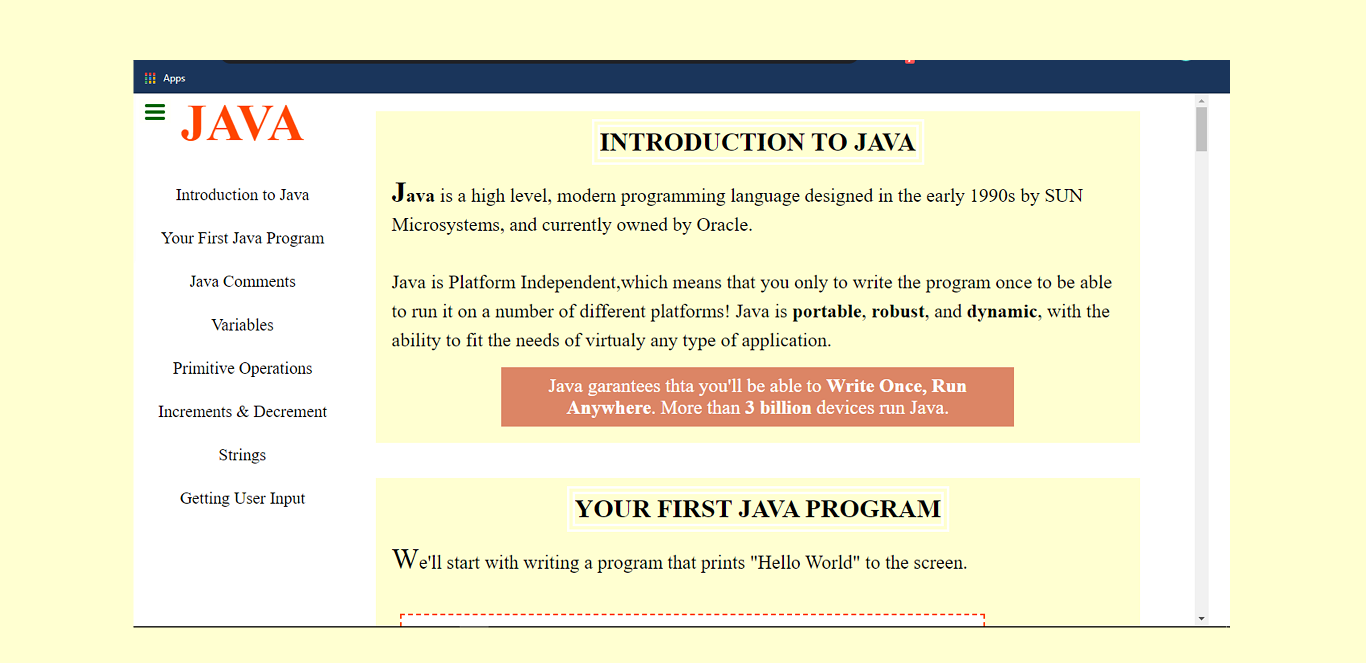 Apps
JAVA
Introduction to Java
Your First Java Program
Java Comments
Variables
Primitive Operations
Increments & Decrement
Strings
Getting User Input
INTRODUCTION TO JAVA
Java is a high level, modern programming language designed in the early 1990s by SUN
Microsystems, and currently owned by Oracle.
Java is Platform Independent,which means that you only to write the program once to be able
to run it on a number of different platforms! Java is portable, robust, and dynamic, with the
ability to fit the needs of virtualy any type of application.
Java garantees thta you'll be able to Write Once, Run
Anywhere. More than 3 billion devices run Java.
YOUR FIRST JAVA PROGRAM
We'll start with writing a program that prints "Hello World" to the screen.